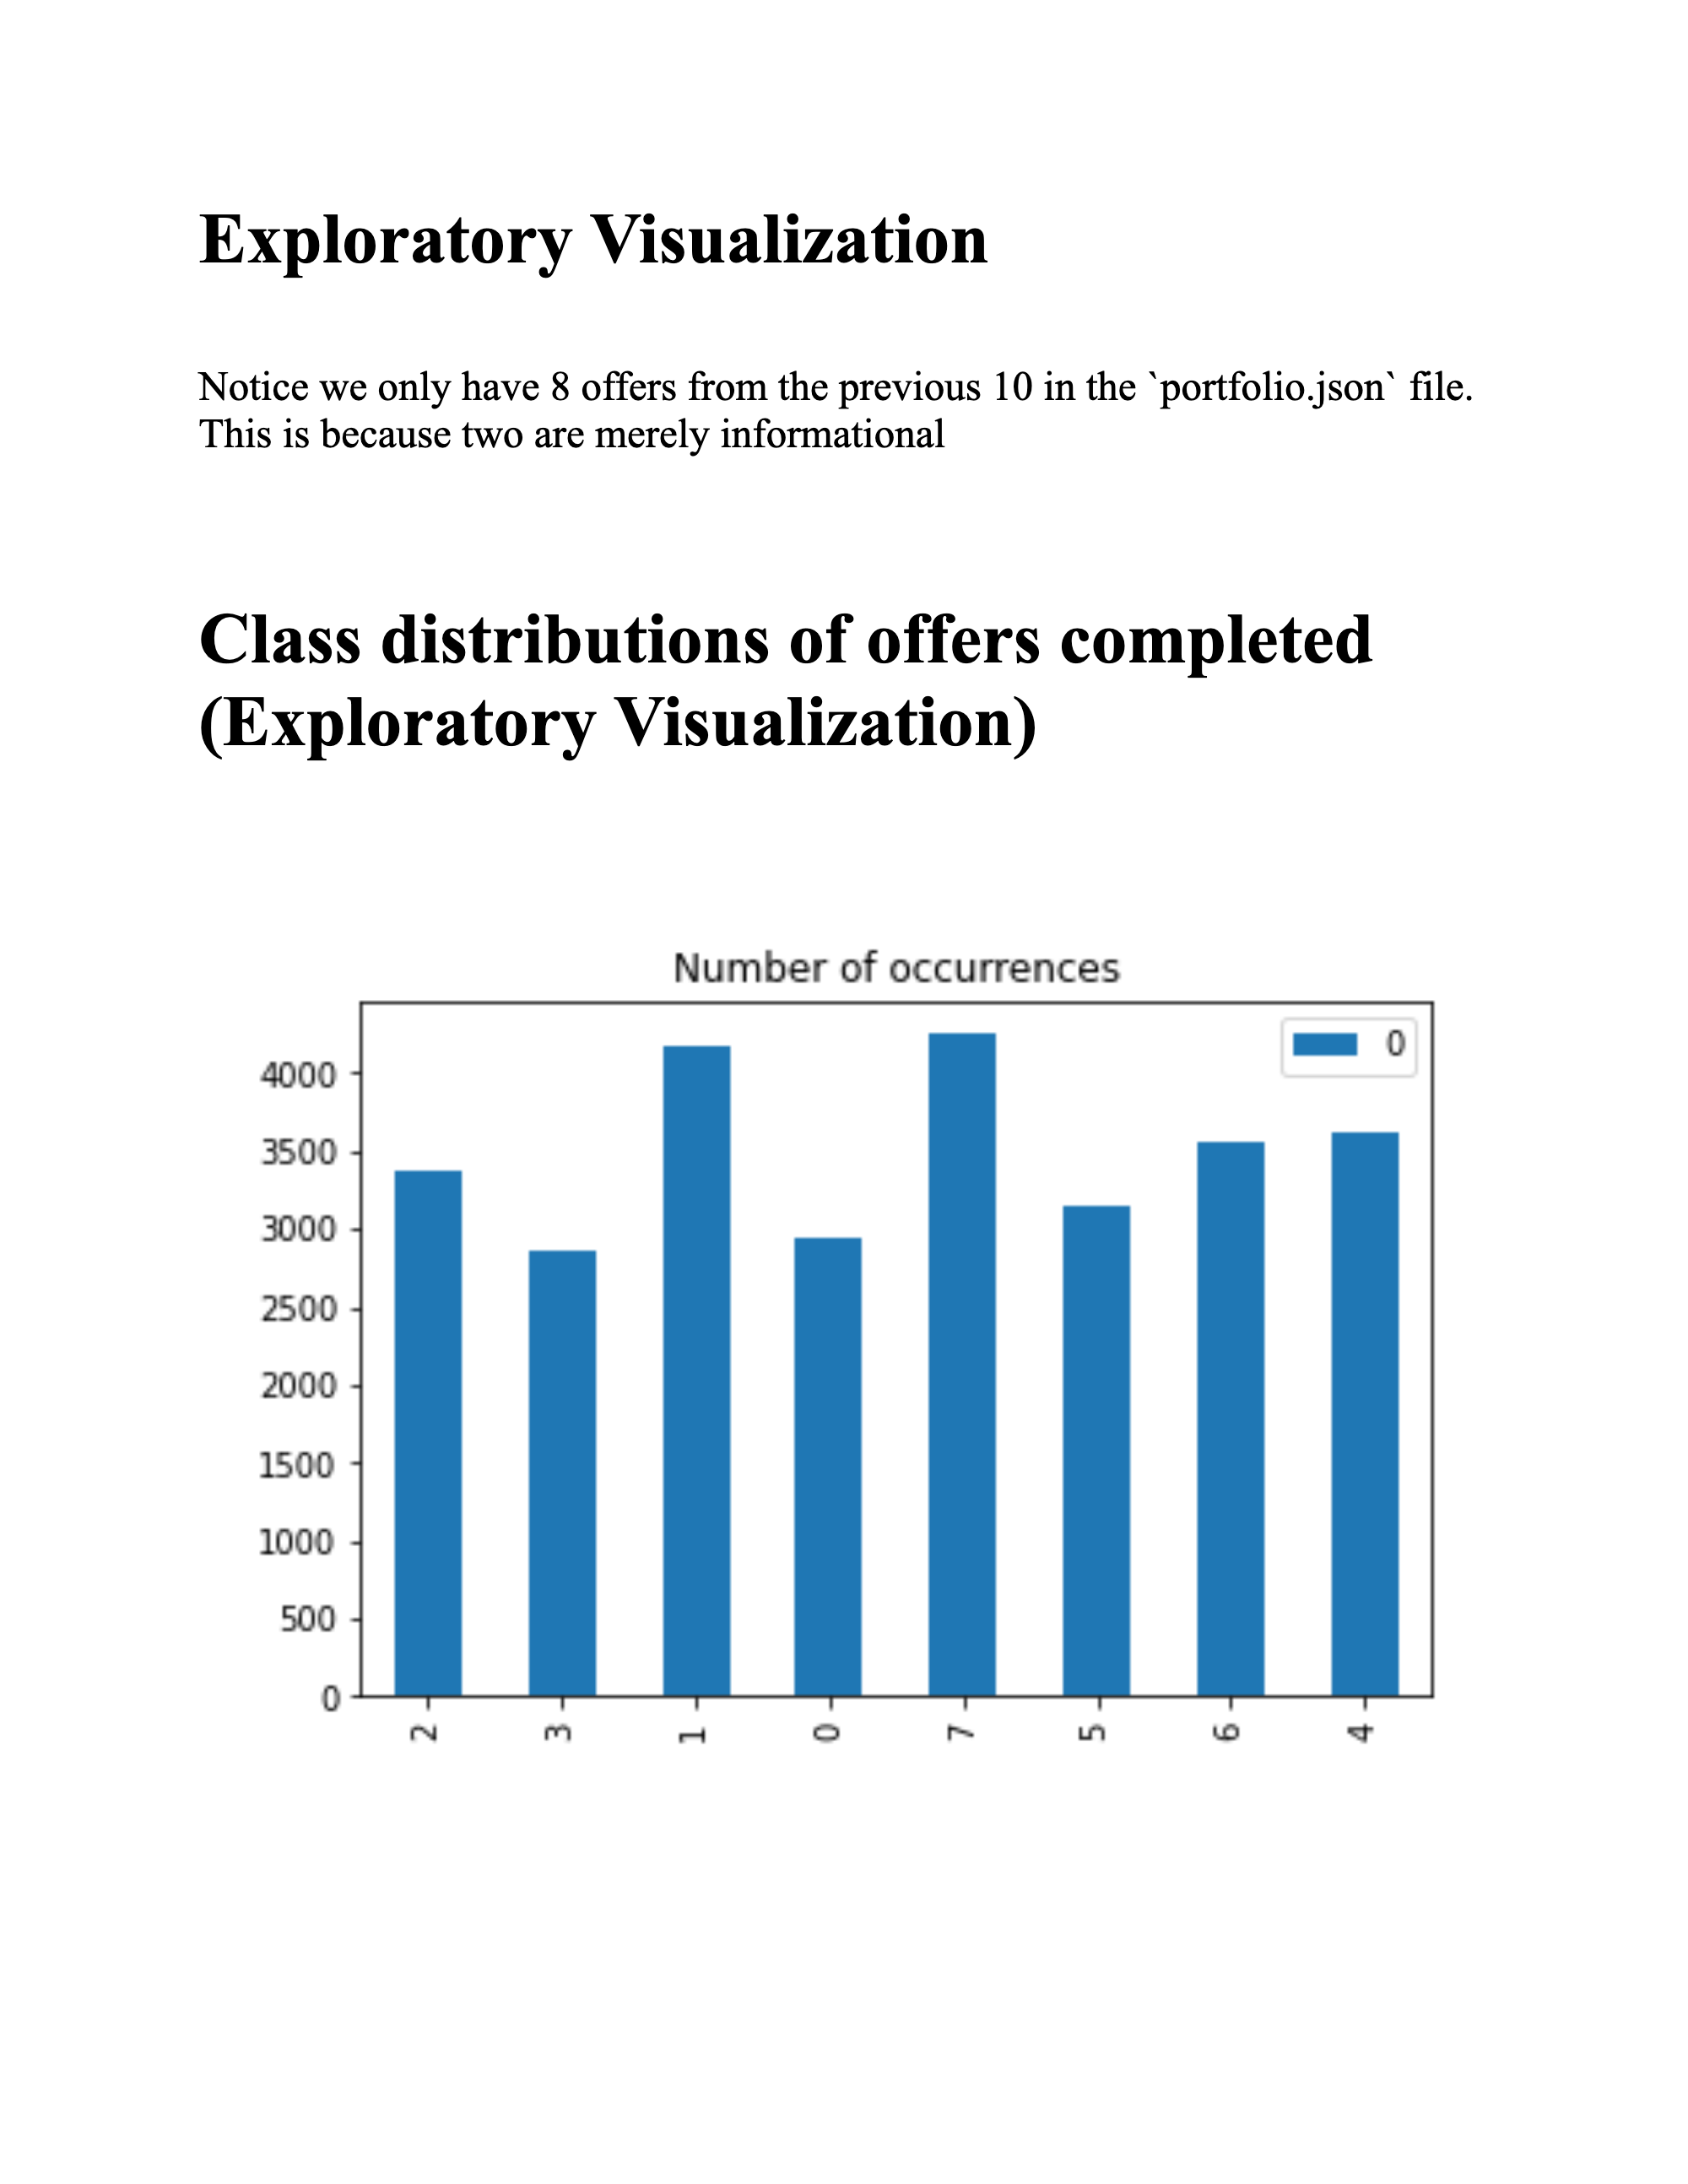 Exploratory Visualization
Notice we only have 8 offers from the previous 10 in the `portfolio.json` file.
This is because two are merely informational
Class distributions of offers completed
(Exploratory Visualization)
Number of occurrences
0
4000
3500
3000
2500
2000
1500
1000
500
0
2 3 1 0 7 5 6 4